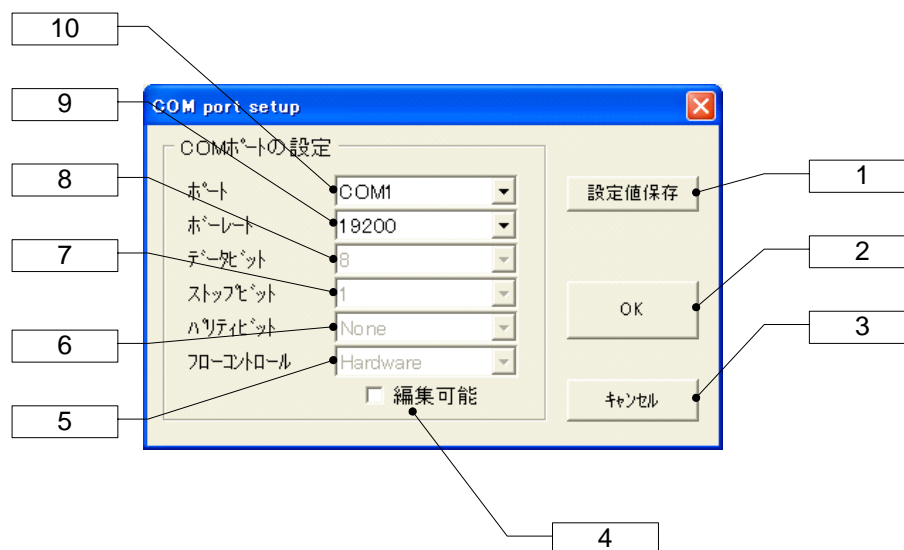 10
9
8
7
6
5
COM port setup
COMﾎﾟｰﾄの設定
ﾎﾟｰﾄ COM1
ﾎﾞｰﾚｰﾄ 19200
ﾃﾞｰﾀﾋﾞｯﾄ 8
ｽﾄｯﾌﾟﾋﾞｯﾄ 1
ﾊﾟﾘﾃｨﾋﾞｯﾄ None
ﾌﾛｰｺﾝﾄﾛｰﾙ Hardware
編集可能
設定値保存
OK
ｷｬﾝｾﾙ
1
2
3
4